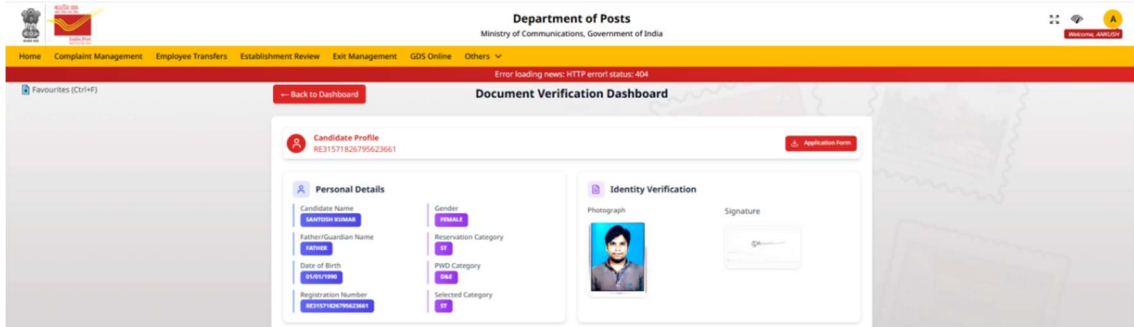 भारतीय डाक
India Post
Department of Posts
Ministry of Communications, Government of India
A
Welcome, ANKUSH
Home Complaint Management Employee Transfers Establishment Review Exit Management GDS Online Others
Error loading news: HTTP error! status: 404
Favourites (Ctrl+F)
← Back to Dashboard
Document Verification Dashboard
Candidate Profile
RE31571826795623661
Application Form
Personal Details
Identity Verification
Candidate Name
SANTOSH KUMAR
Gender
FEMALE
Father/Guardian Name
FATHER
Reservation Category
ST
Date of Birth
01/01/1990
PWD Category
D&E
Registration Number
RE31571826795623661
Selected Category
ST
Photograph
Signature